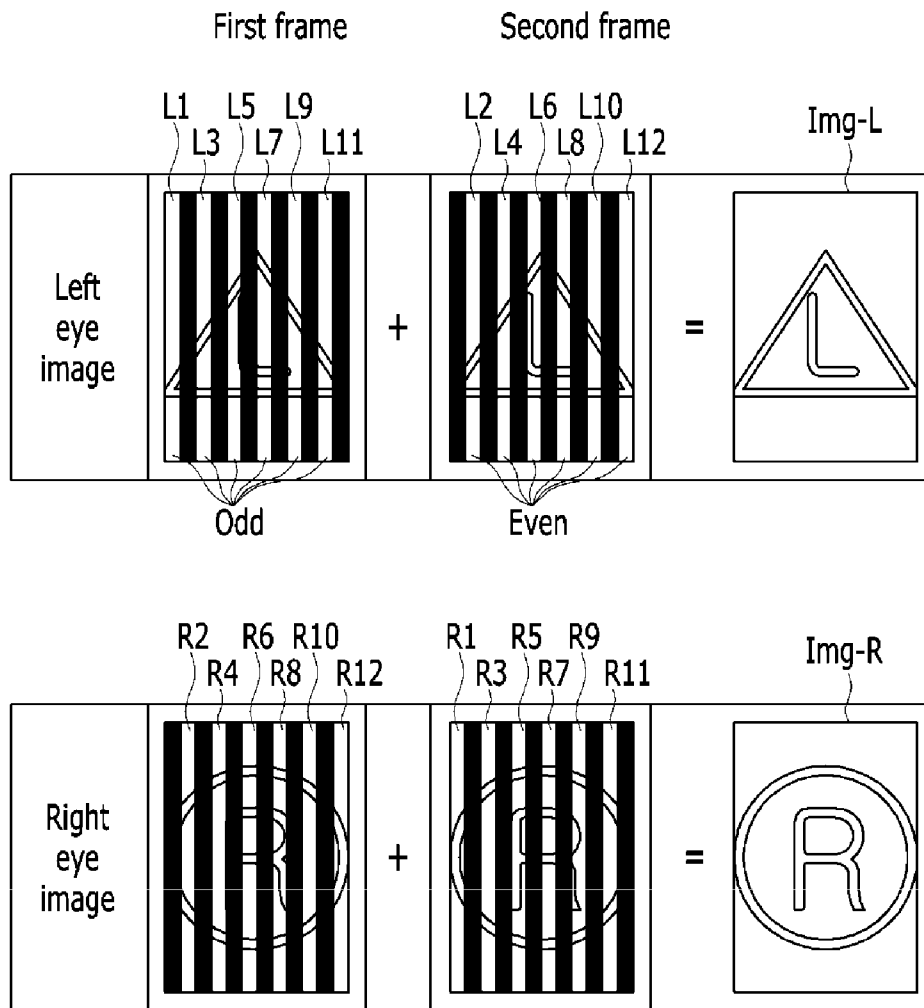 First frame Second frame
L1 L5 L9 L2 L6 L10
L3 L7 L11 L4 L8 L12 Img-L
Left
eye
image
L + L = L
Odd Even
R2 R6 R10 R1 R5 R9
R4 R8 R12 R3 R7 R11 Img-R
Right
eye
image
R + R = R